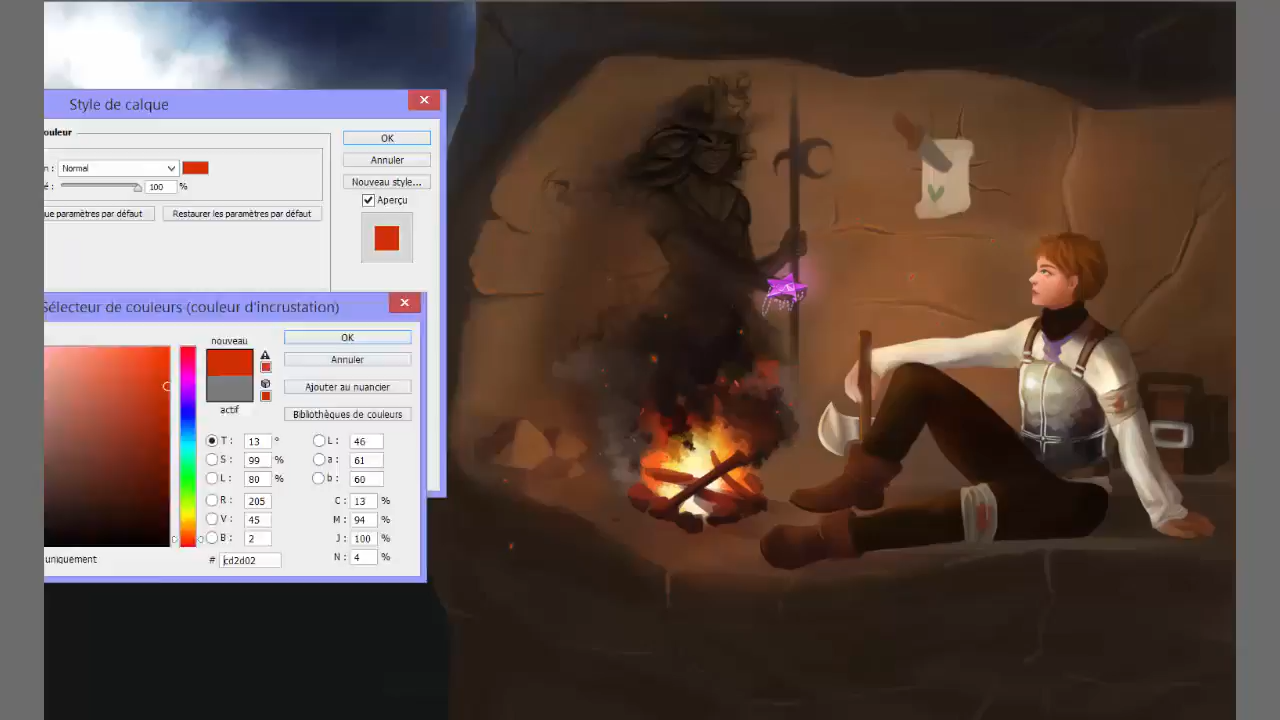 Style de calque
ouleur
OK
n :
Normal
Annuler
é :
100
%
Nouveau style...
Aperçu
ue paramètres par défaut
Restaurer les paramètres par défaut
Sélecteur de couleurs (couleur d'incrustation)
nouveau
OK
Annuler
Ajouter au nuancier
actif
Bibliothèques de couleurs
T : 13 °
L : 46
S : 99 %
a : 61
L : 80 %
b : 60
R : 205
C : 13 %
V : 45
M : 94 %
B : 2
J : 100 %
uniquement
# cd2d02
N : 4 %